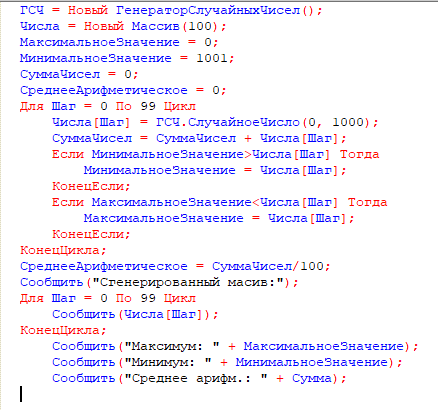 ГСЧ = Новый ГенераторСлучайныхЧисел();
Числа = Новый Массив(100);
МаксимальноеЗначение = 0;
МинимальноеЗначение = 1001;
СуммаЧисел = 0;
СреднееАрифметическое = 0;
Для Шаг = 0 По 99 Цикл
Числа[Шаг] = ГСЧ.СлучайноеЧисло(0, 1000);
СуммаЧисел = СуммаЧисел + Числа[Шаг];
Если МинимальноеЗначение>Числа[Шаг] Тогда
МинимальноеЗначение = Числа[Шаг];
КонецЕсли;
Если МаксимальноеЗначение<Числа[Шаг] Тогда
МаксимальноеЗначение = Числа[Шаг];
КонецЕсли;
КонецЦикла;
СреднееАрифметическое = СуммаЧисел/100;
Сообщить("Сгенерированный масив:");
Для Шаг = 0 По 99 Цикл
Сообщить(Числа[Шаг]);
КонецЦикла;
Сообщить("Максимум: " + МаксимальноеЗначение);
Сообщить("Минимум: " + МинимальноеЗначение);
Сообщить("Среднее арифм.: " + Сумма);